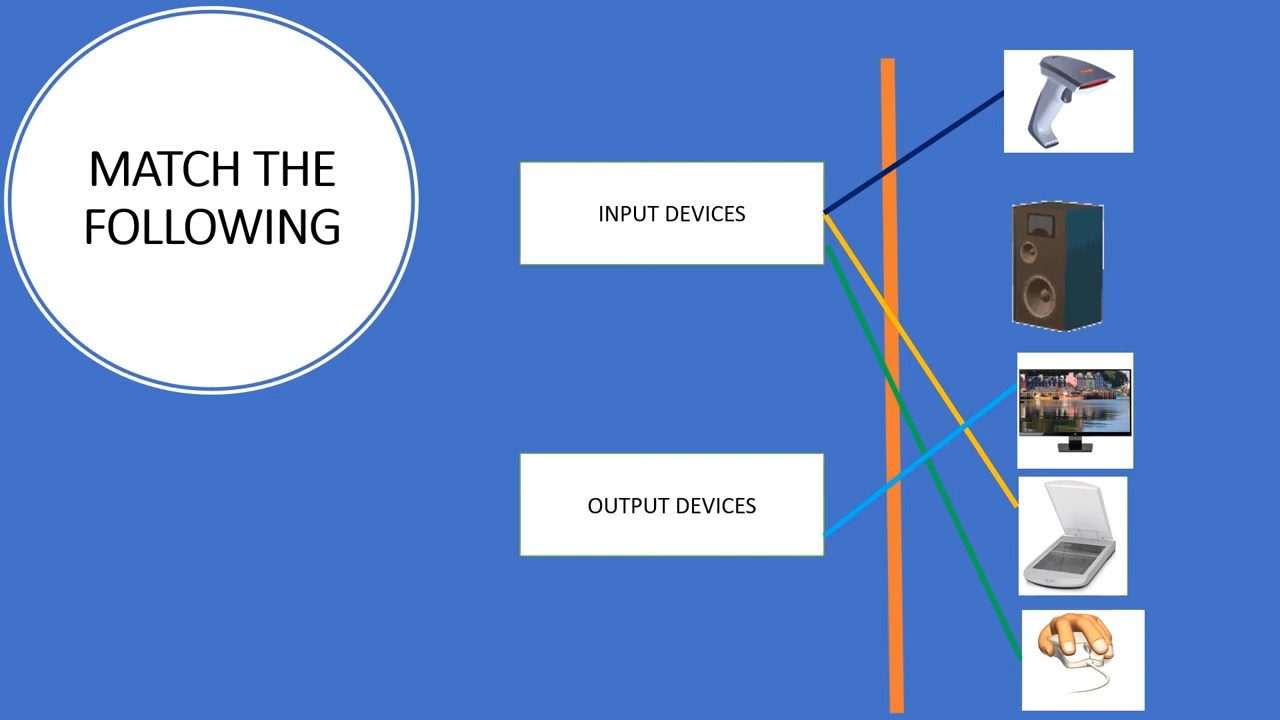 MATCH THE
FOLLOWING
INPUT DEVICES
OUTPUT DEVICES